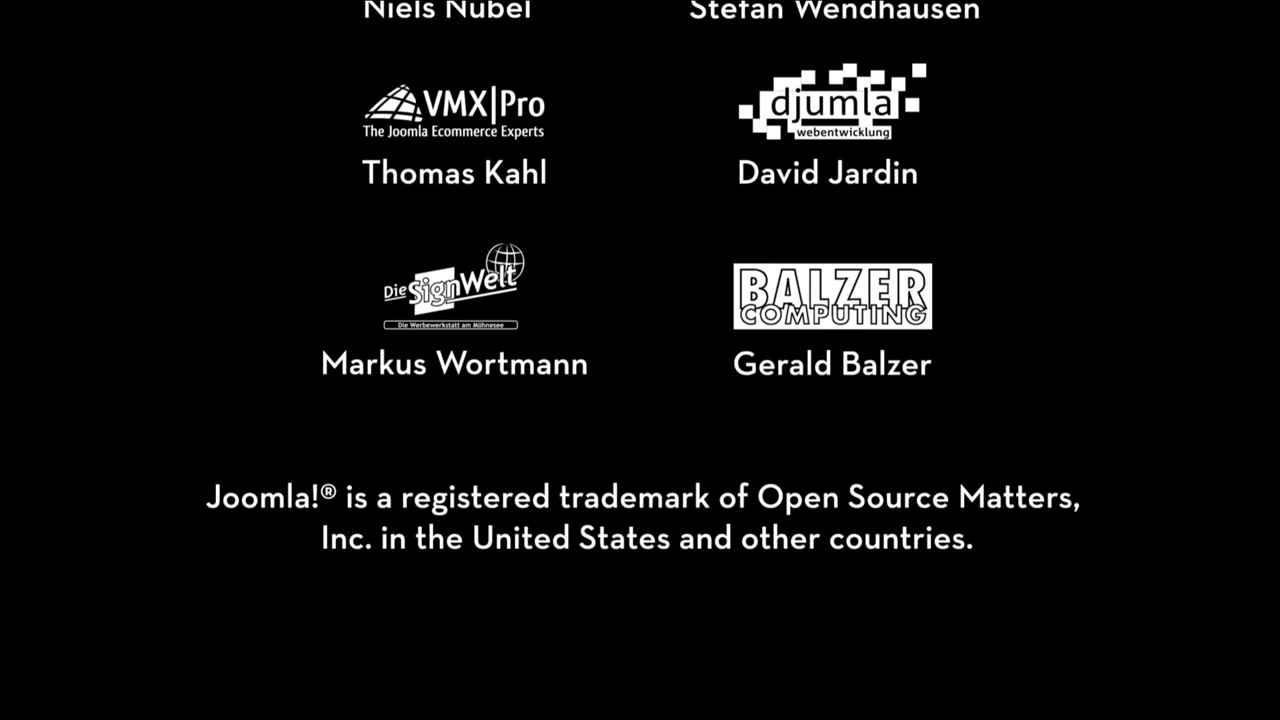 Niels Nübel
Stefan Wendhausen
VMX|Pro
The Joomla Ecommerce Experts
Thomas Kahl
djumla
webentwicklung
David Jardin
Die SignWelt
Die Werbewerkstatt am Möhnesee
Markus Wortmann
BALZER
COMPUTING
Gerald Balzer
Joomla!® is a registered trademark of Open Source Matters,
Inc. in the United States and other countries.